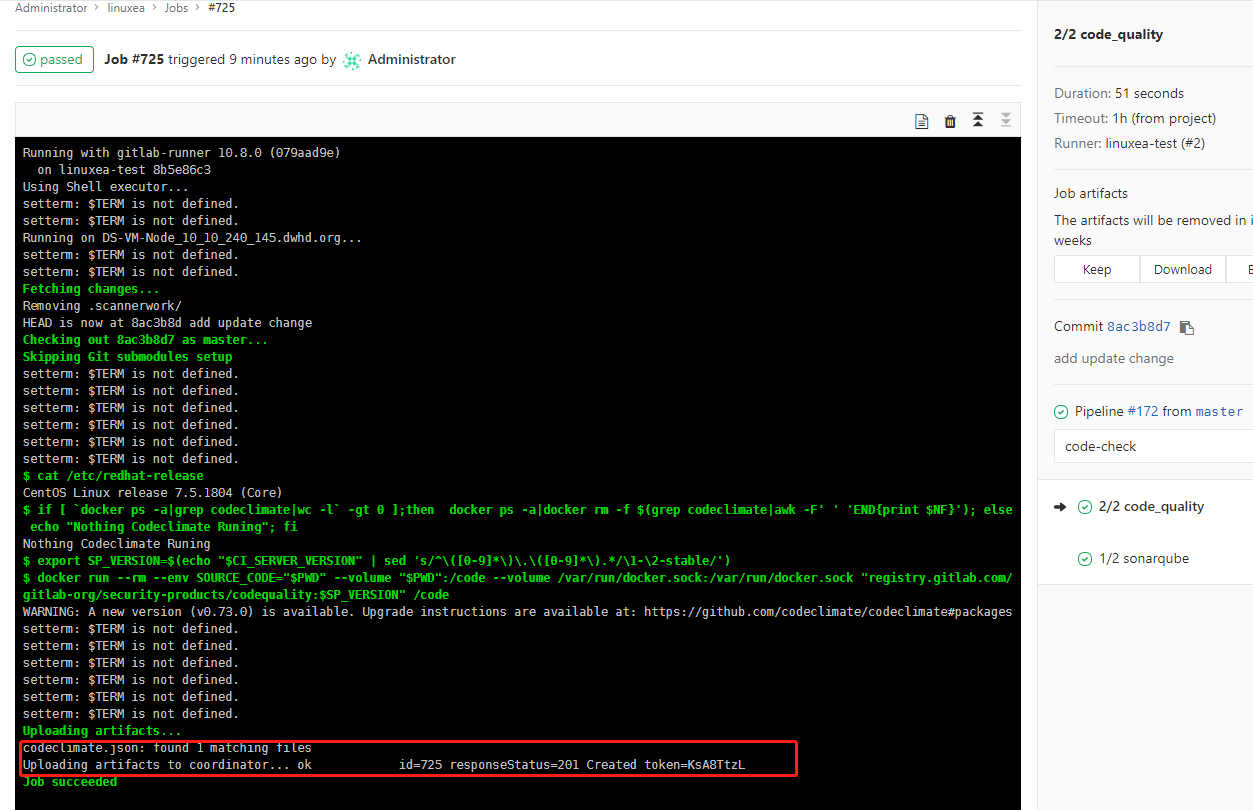 Administrator > linuxea > Jobs > #725
passed Job #725 triggered 9 minutes ago by Administrator
Running with gitlab-runner 10.8.0 (079aad9e)
on linuxea-test 8b5e86c3
Using Shell executor...
setterm: $TERM is not defined.
setterm: $TERM is not defined.
Running on DS-VM-Node_10_10_240_145.dwhd.org...
setterm: $TERM is not defined.
setterm: $TERM is not defined.
Fetching changes...
Removing .scannerwork/
HEAD is now at 8ac3b8d add update change
Checking out 8ac3b8d7 as master...
Skipping Git submodules setup
setterm: $TERM is not defined.
setterm: $TERM is not defined.
setterm: $TERM is not defined.
setterm: $TERM is not defined.
setterm: $TERM is not defined.
setterm: $TERM is not defined.
$ cat /etc/redhat-release
CentOS Linux release 7.5.1804 (Core)
$ if [ `docker ps -a|grep codeclimate|wc -l` -gt 0 ];then  docker ps -a|docker rm -f $(grep codeclimate|awk -F' ' 'END{print $NF}'); else
echo "Nothing Codeclimate Runing"; fi
Nothing Codeclimate Runing
$ export SP_VERSION=$(echo "$CI_SERVER_VERSION" | sed 's/^\([0-9]*\)\.\([0-9]*\).*/\1-\2-stable/')
$ docker run --rm --env SOURCE_CODE="$PWD" --volume "$PWD":/code --volume /var/run/docker.sock:/var/run/docker.sock "registry.gitlab.com/
gitlab-org/security-products/codequality:$SP_VERSION" /code
WARNING: A new version (v0.73.0) is available. Upgrade instructions are available at: https://github.com/codeclimate/codeclimate#packages
setterm: $TERM is not defined.
setterm: $TERM is not defined.
setterm: $TERM is not defined.
setterm: $TERM is not defined.
setterm: $TERM is not defined.
setterm: $TERM is not defined.
Uploading artifacts...
codeclimate.json: found 1 matching files
Uploading artifacts to coordinator... ok            id=725 responseStatus=201 Created token=KsA8TtzL
Job succeeded
2/2 code_quality
Duration: 51 seconds
Timeout: 1h (from project)
Runner: linuxea-test (#2)
Job artifacts
The artifacts will be removed in
weeks
Keep Download
Commit 8ac3b8d7
add update change
Pipeline #172 from master
code-check
2/2 code_quality
1/2 sonarqube